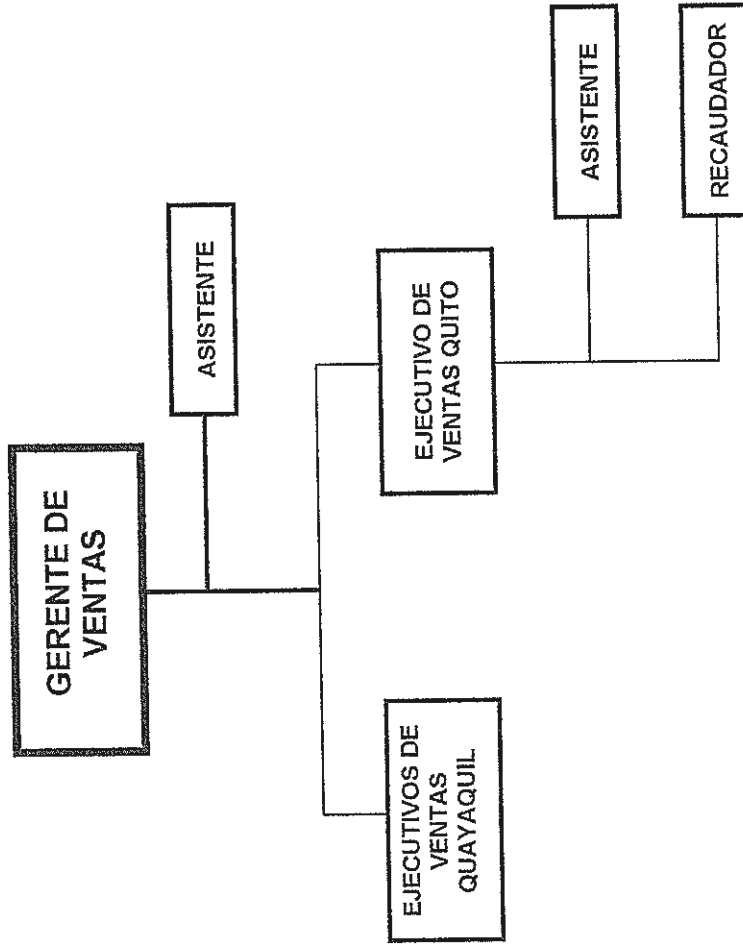 GERENTE DE
VENTAS
ASISTENTE
EJECUTIVOS DE
VENTAS
QUAYAQUIL
EJECUTIVO DE
VENTAS QUITO
ASISTENTE
RECAUDADOR